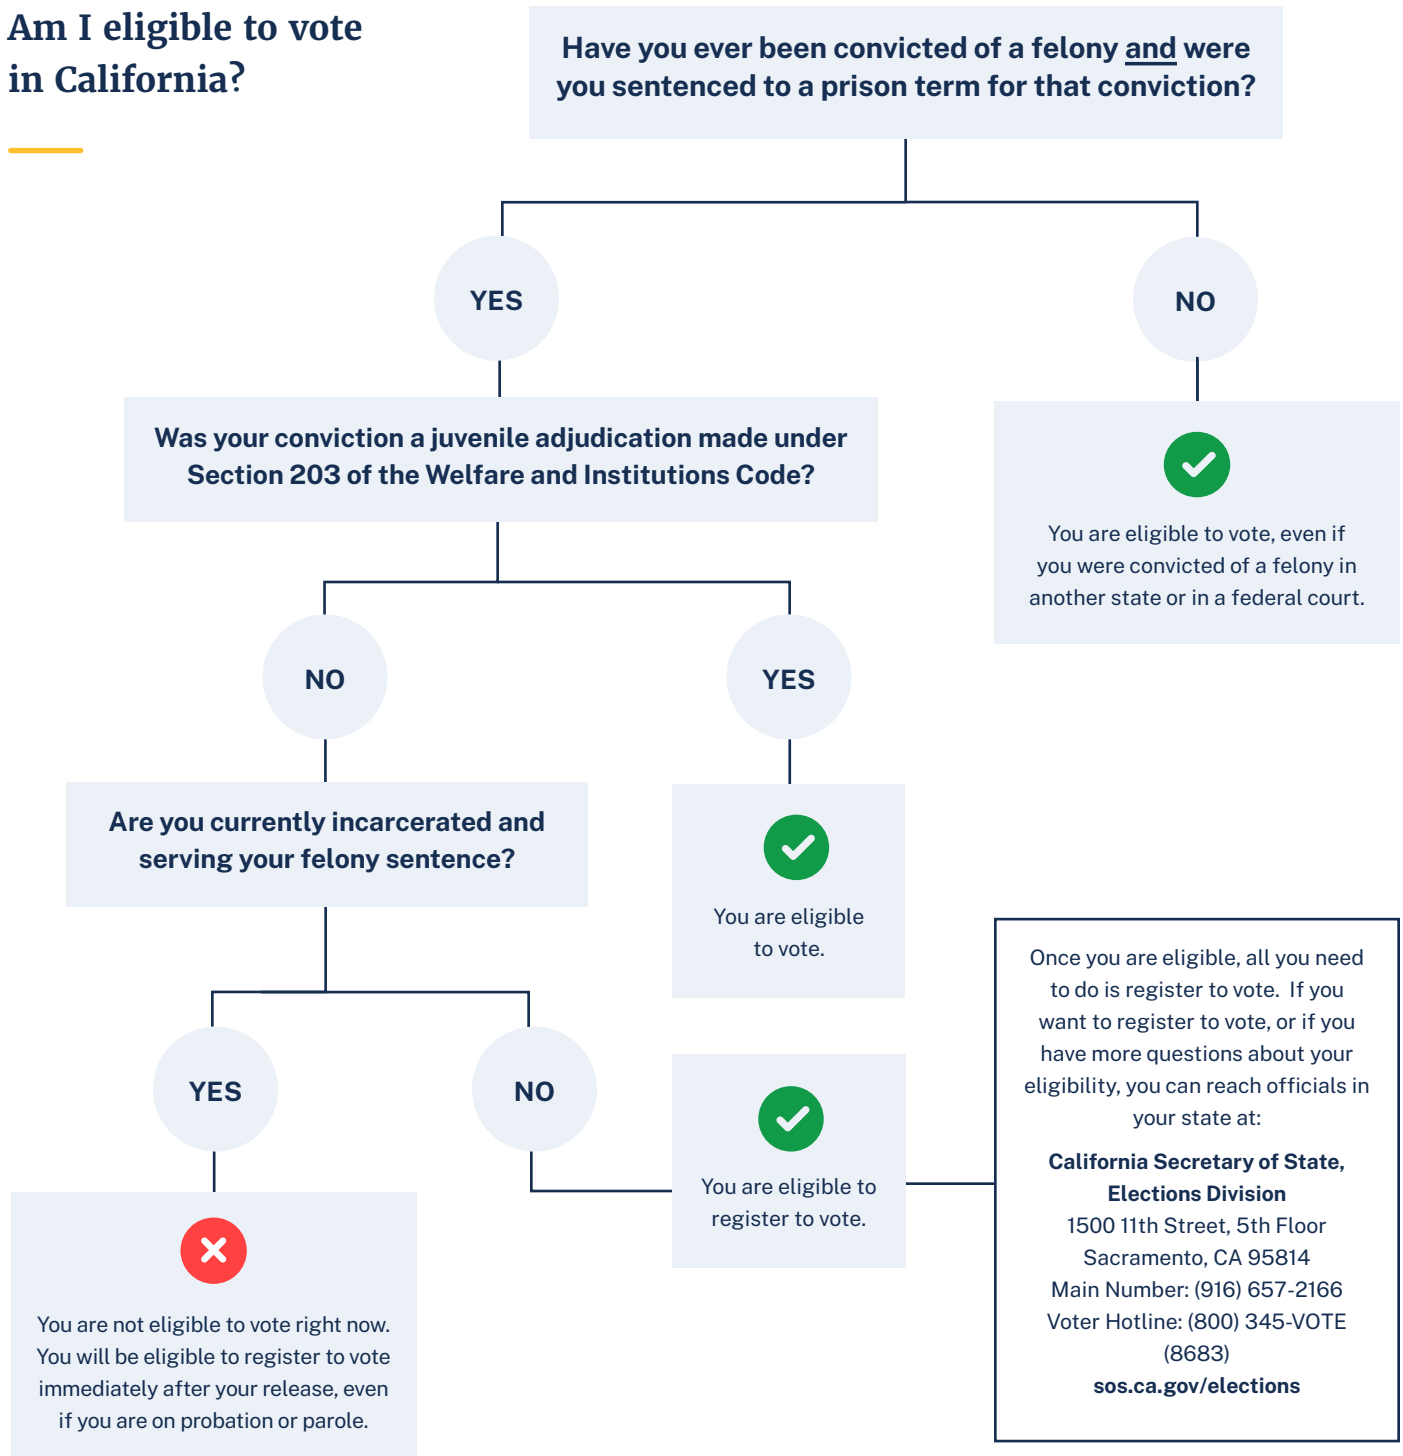 Am I eligible to vote
in California?
Have you ever been convicted of a felony and were
you sentenced to a prison term for that conviction?
YES
NO
Was your conviction a juvenile adjudication made under
Section 203 of the Welfare and Institutions Code?
You are eligible to vote, even if
you were convicted of a felony in
another state or in a federal court.
NO
YES
Are you currently incarcerated and
serving your felony sentence?
You are eligible
to vote.
YES
NO
You are eligible to
register to vote.
You are not eligible to vote right now.
You will be eligible to register to vote
immediately after your release, even
if you are on probation or parole.
Once you are eligible, all you need
to do is register to vote.  If you
want to register to vote, or if you
have more questions about your
eligibility, you can reach officials in
your state at:
California Secretary of State,
Elections Division
1500 11th Street, 5th Floor
Sacramento, CA 95814
Main Number: (916) 657-2166
Voter Hotline: (800) 345-VOTE
(8683)
sos.ca.gov/elections